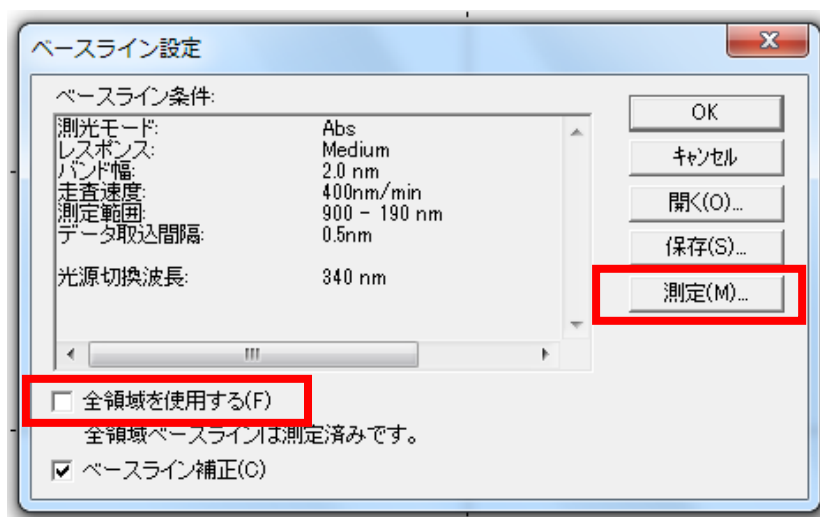 ベースライン設定
ベースライン条件:
測光モード: Abs
レスポンス: Medium
バンド幅: 2.0 nm
走査速度: 400nm/min
測定範囲: 900 - 190 nm
データ取込間隔: 0.5nm
光源切換波長: 340 nm
OK
キャンセル
開く(O)...
保存(S)...
測定(M)...
全領域を使用する(F)
全領域ベースラインは測定済みです。
ベースライン補正(C)